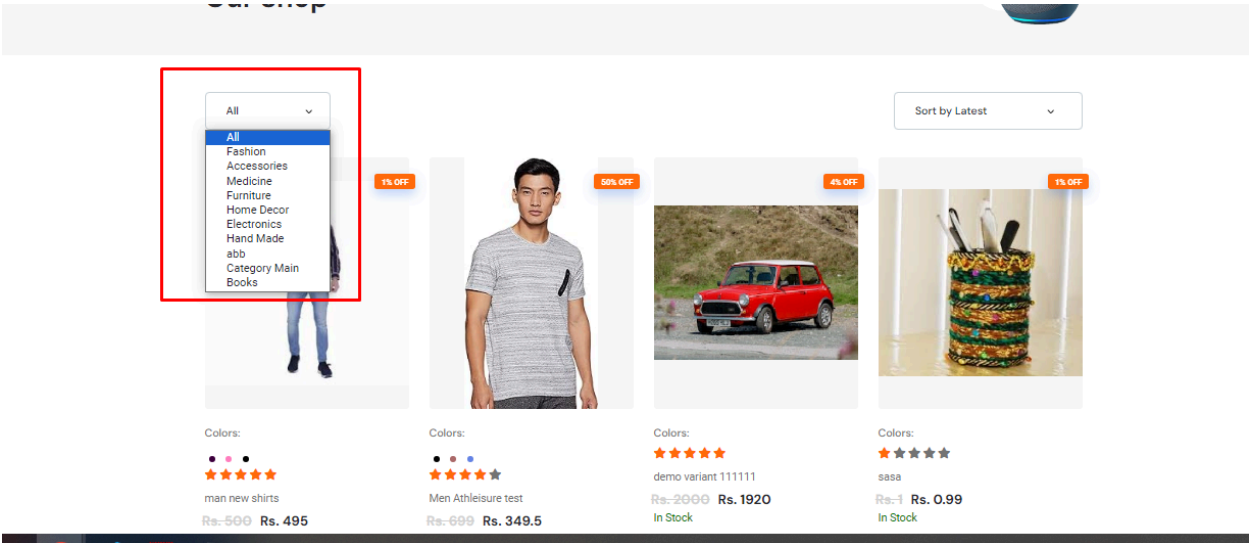 Our Shop
All
Sort by Latest
All
Fashion
Accessories
Medicine
Furniture
Home Decor
Electronics
Hand Made
abb
Category Main
Books
1% OFF
50% OFF
4% OFF
1% OFF
Colors:
Colors:
Colors:
Colors:
man new shirts
Men Athleisure test
demo variant 111111
sasa
Rs. 500 Rs. 495
Rs. 699 Rs. 349.5
Rs. 2000 Rs. 1920
Rs. 1 Rs. 0.99
In Stock
In Stock